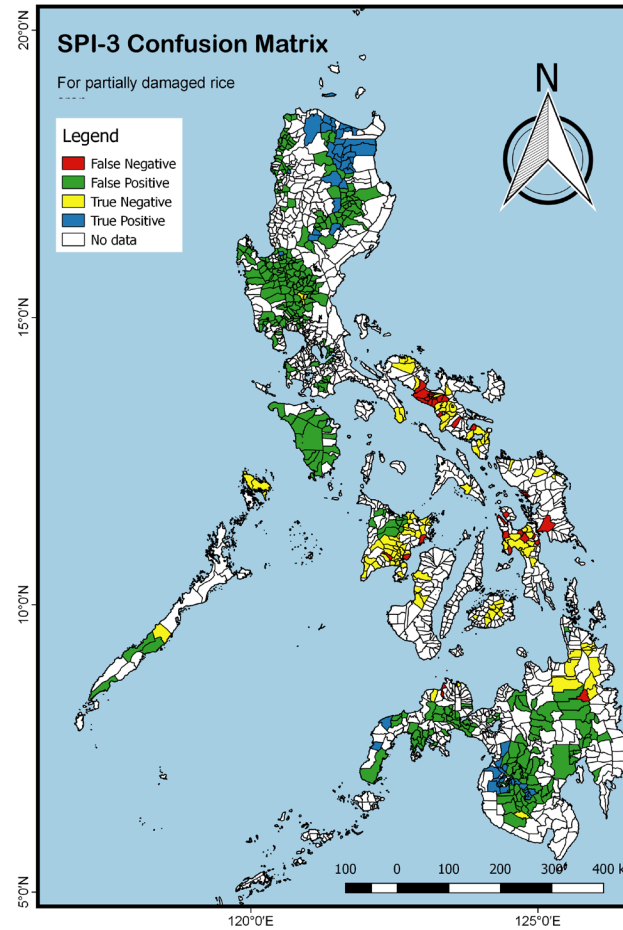 SPI-3 Confusion Matrix
For partially damaged rice
N
Legend
False Negative
False Positive
True Negative
True Positive
No data
20°0'N
15°0'N
10°0'N
5°0'N
100 0 100 200 300 400 k
120°0'E 125°0'E